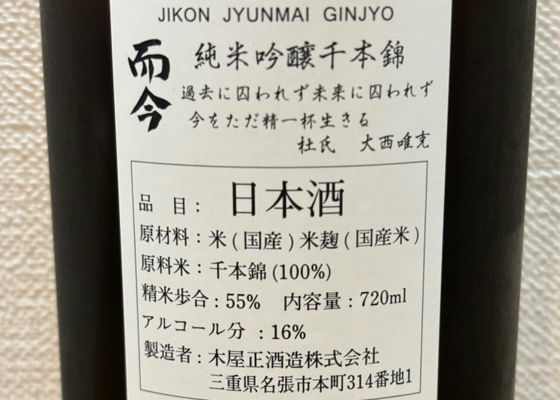 JIKON JYUNMAI GINJYO
而今 純米吟醸千本錦
過去に囚われず未来に囚われず
今をただ精一杯生きる
杜氏 大西唯克
品 目: 日本酒
原材料:米(国産)米麹(国産米)
原料米:千本錦(100%)
精米歩合:55% 内容量:720ml
アルコール分 :16%
製造者:木屋正酒造株式会社
三重県名張市本町314番地1